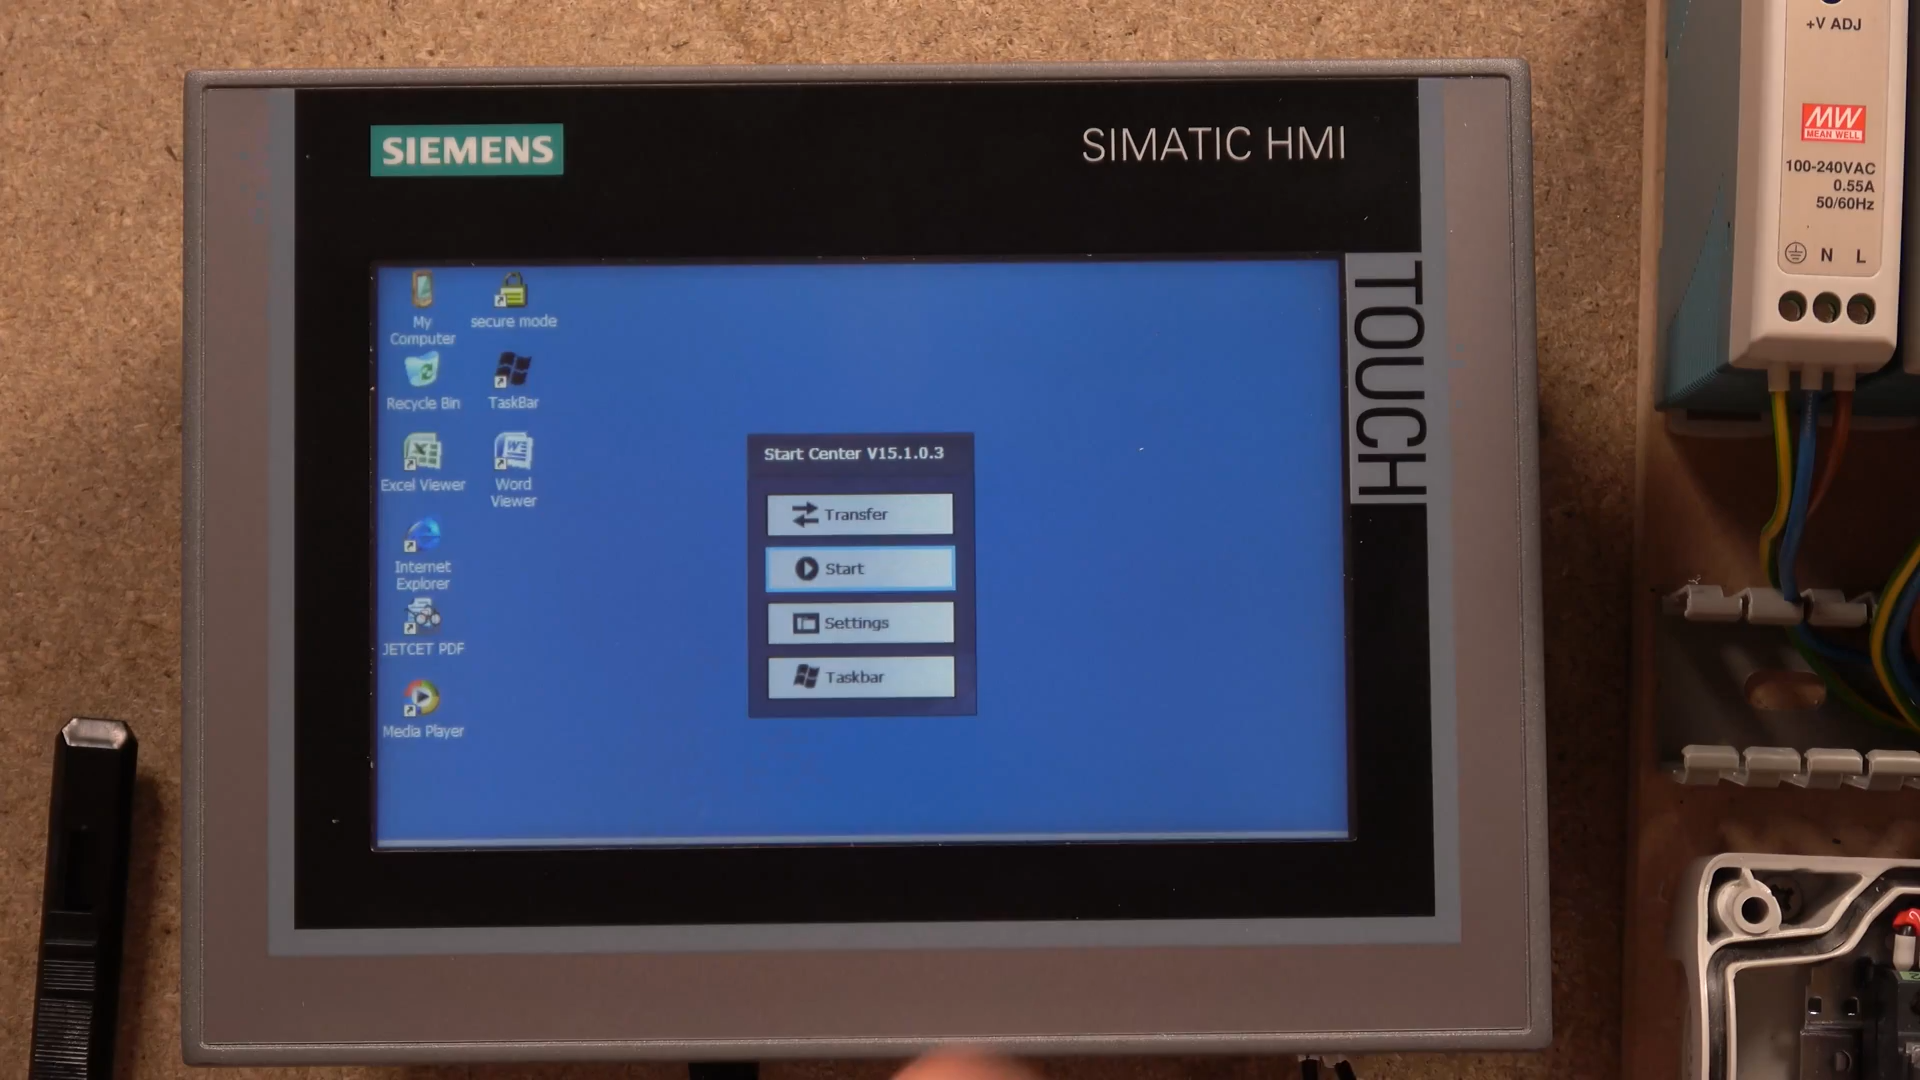 SIEMENS
SIMATIC HMI
TOUCH
My
Computer
secure mode
Recycle Bin
TaskBar
Excel Viewer
Word
Viewer
Internet
Explorer
JETCET PDF
Media Player
Start Center V15.1.0.3
Transfer
Start
Settings
Taskbar
+V ADJ
MW
MEAN WELL
100-240VAC
0.55A
50/60Hz
N L